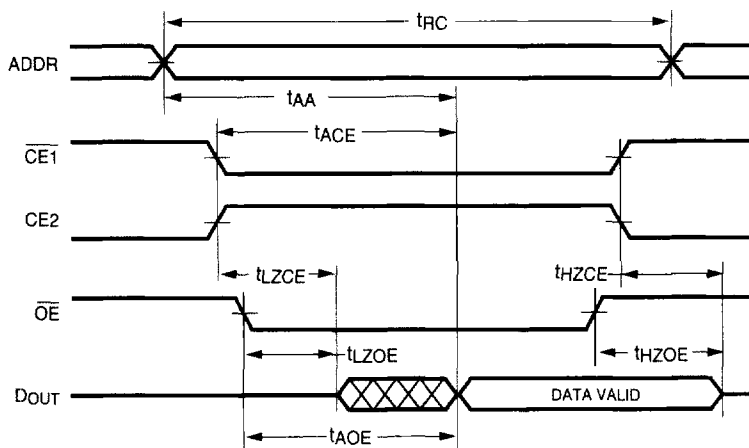 tRC
ADDR
tAA
tACE
CE1
CE2
tLZCE
tHZCE
OE
tLZOE
tHZOE
DOUT
DATA VALID
tAOE